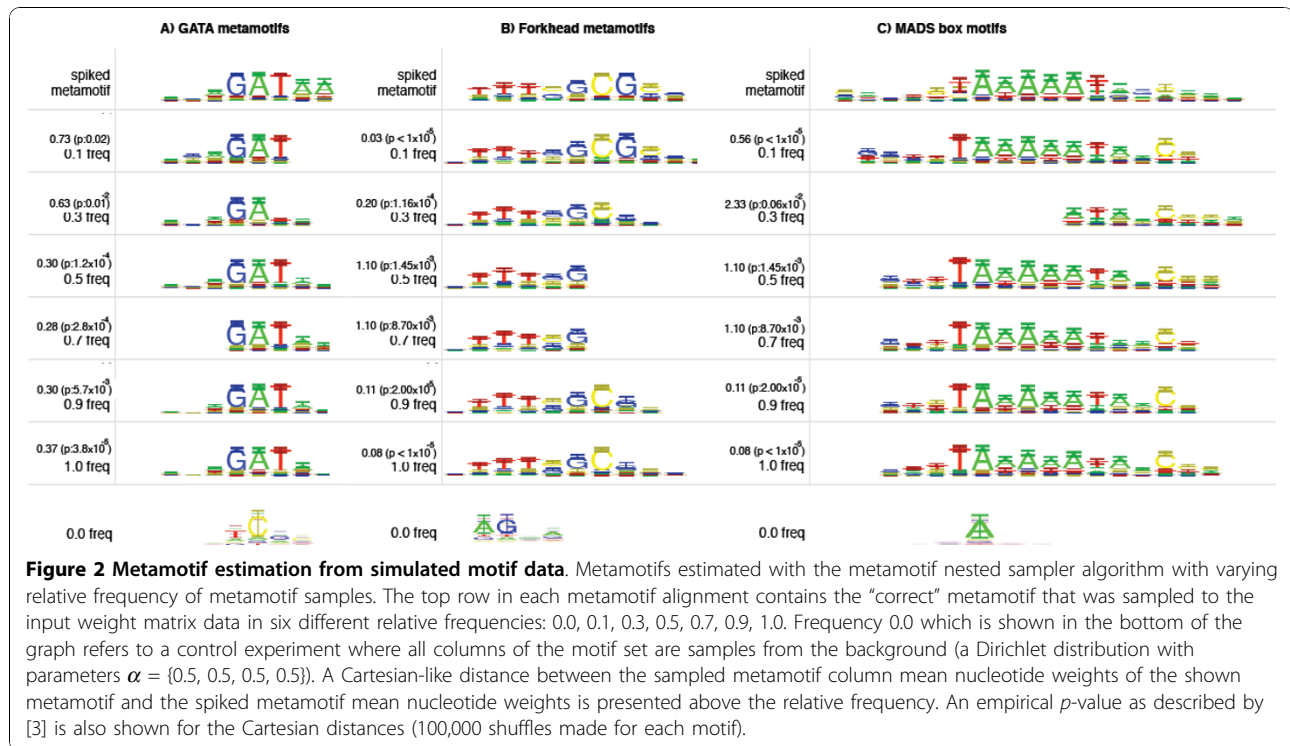 A) GATA metamotifs
B) Forkhead metamotifs
C) MADS box motifs
spiked
metamotif
spiked
metamotif
spiked
metamotif
0.73 (p:0.02)
0.1 freq
0.03 (p < 1x10⁻⁵)
0.1 freq
0.56 (p < 1x10⁻⁵)
0.1 freq
0.63 (p:0.01)⁻²
0.3 freq
0.20 (p:1.16x10⁻⁴)
0.3 freq
2.33 (p:0.06x10⁻²)
0.3 freq
0.30 (p:1.2x10⁻⁴)
0.5 freq
1.10 (p:1.45x10⁻³)
0.5 freq
1.10 (p:1.45x10⁻³)
0.5 freq
0.28 (p:2.8x10⁻⁴)
0.7 freq
1.10 (p:8.70x10⁻³)
0.7 freq
1.10 (p:8.70x10⁻³)
0.7 freq
0.30 (p:5.7x10⁻³)
0.9 freq
0.11 (p:2.00x10⁻⁵)
0.9 freq
0.11 (p:2.00x10⁻⁵)
0.9 freq
0.37 (p:3.8x10⁻⁵)
1.0 freq
0.08 (p < 1x10⁻⁵)
1.0 freq
0.08 (p < 1x10⁻⁵)
1.0 freq
0.0 freq
0.0 freq
0.0 freq
Figure 2 Metamotif estimation from simulated motif data. Metamotifs estimated with the metamotif nested sampler algorithm with varying
relative frequency of metamotif samples. The top row in each metamotif alignment contains the "correct" metamotif that was sampled to the
input weight matrix data in six different relative frequencies: 0.0, 0.1, 0.3, 0.5, 0.7, 0.9, 1.0. Frequency 0.0 which is shown in the bottom of the
graph refers to a control experiment where all columns of the motif set are samples from the background (a Dirichlet distribution with
parameters α = {0.5, 0.5, 0.5, 0.5}). A Cartesian-like distance between the sampled metamotif column mean nucleotide weights of the shown
metamotif and the spiked metamotif mean nucleotide weights is presented above the relative frequency. An empirical p-value as described by
[3] is also shown for the Cartesian distances (100,000 shuffles made for each motif).